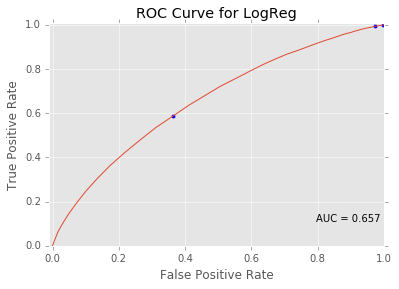 ROC Curve for LogReg
1.0
0.8
0.6
0.4
0.2
0.0
True Positive Rate
AUC = 0.657
0.0 0.2 0.4 0.6 0.8 1.0
False Positive Rate